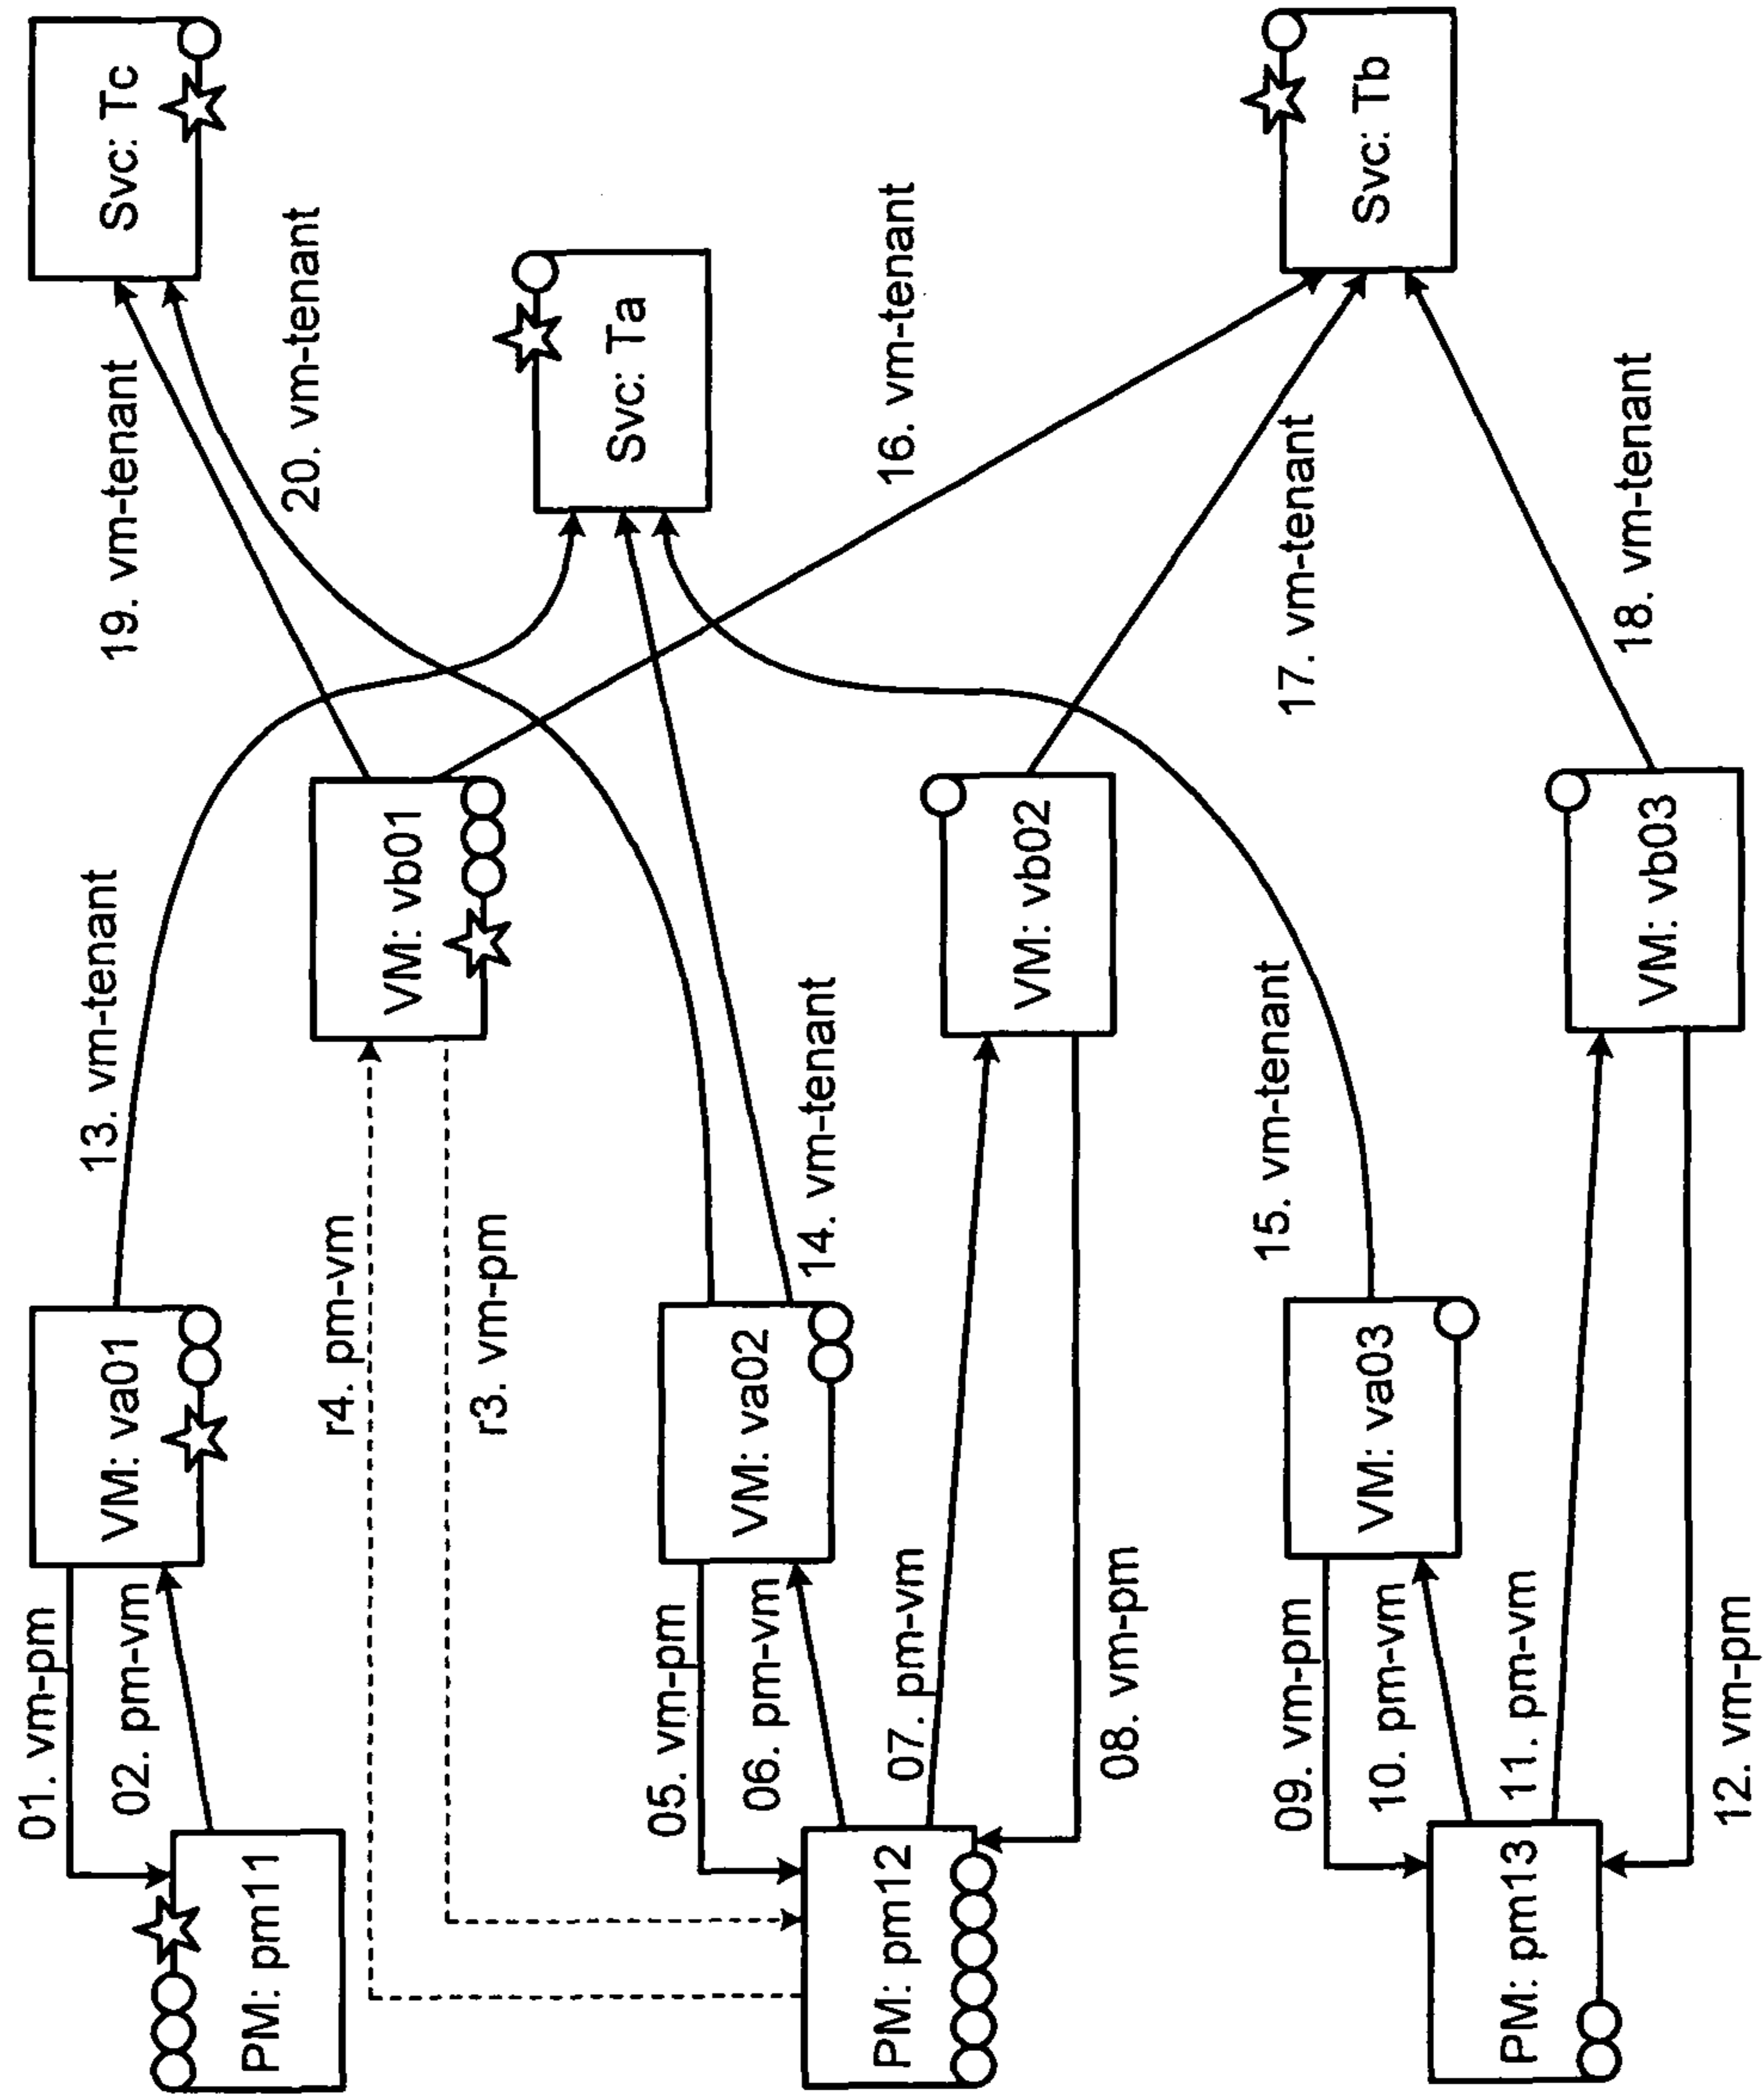 Svc: Tc
19. vm-tenant
20. vm-tenant
Svc: Ta
16. vm-tenant
Svc: Tb
17. vm-tenant
18. vm-tenant
13. vm-tenant
VM: vb01
14. vm-tenant
VM: vb02
15. vm-tenant
VM: vb03
VM: va01
r4. pm-vm
r3. vm-pm
VM: va02
VM: va03
01. vm-pm
02. pm-vm
05. vm-pm
06. pm-vm
07. pm-vm
08. vm-pm
09. vm-pm
10. pm-vm
11. pm-vm
12. vm-pm
PM: pm11
PM: pm12
PM: pm13